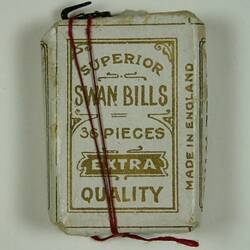 SUPERIOR
SWAN BILLS
36 PIECES
EXTRA
QUALITY
MADE IN ENGLAND